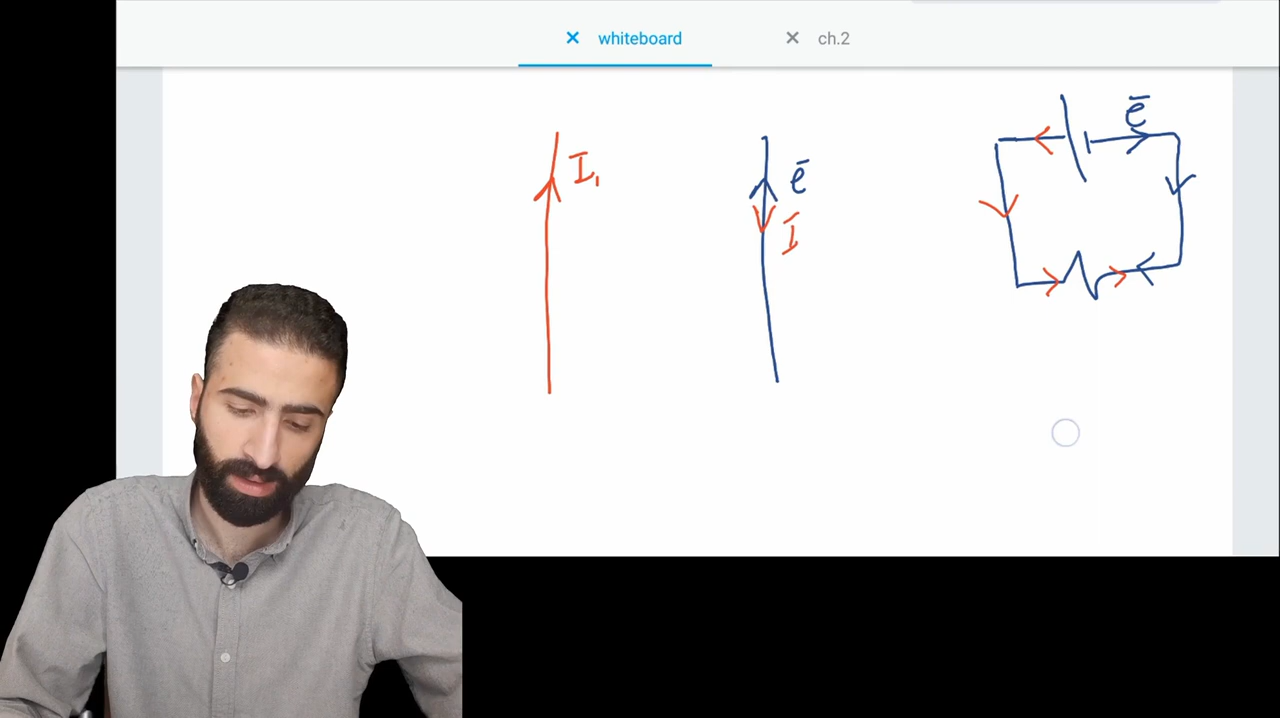 × whiteboard × ch.2
I₁
ē
I
ē